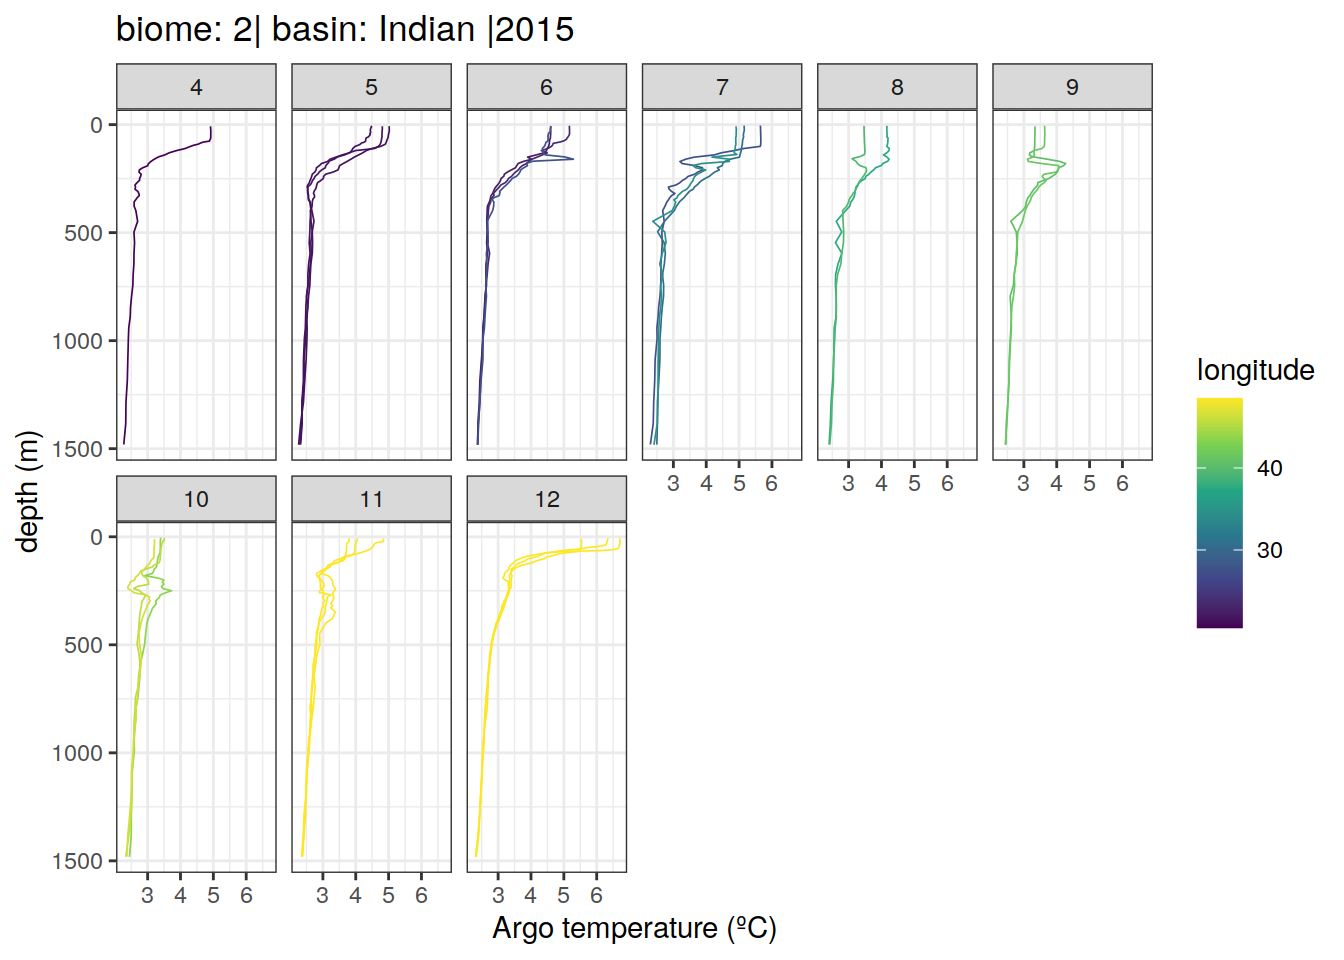 biome: 2| basin: Indian |2015
4 5 6 7 8 9
0
500
1000
1500
3 4 5 6 3 4 5 6 3 4 5 6
10 11 12
0
500
1000
1500
3 4 5 6 3 4 5 6 3 4 5 6
Argo temperature (ºC)
depth (m)
longitude
40
30